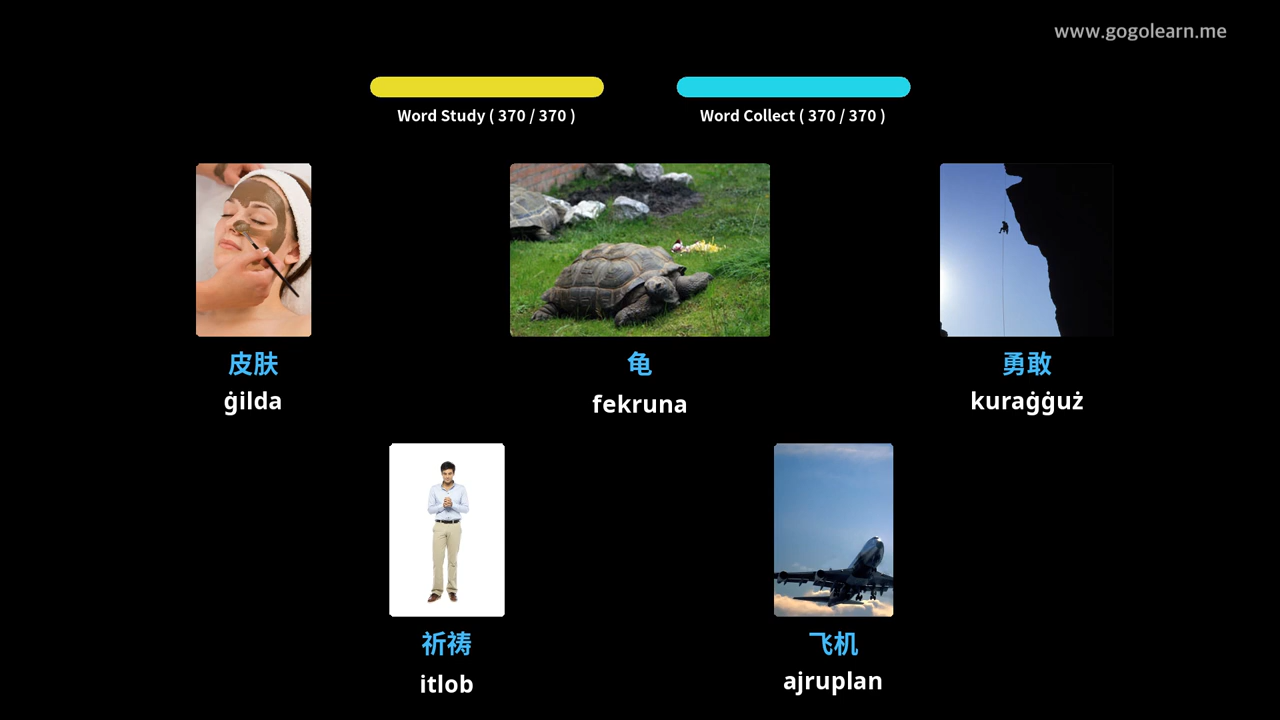 www.gogolearn.me
Word Study ( 370 / 370 )
Word Collect ( 370 / 370 )
皮肤
ġilda
龟
fekruna
勇敢
kuraġġuż
祈祷
itlob
飞机
ajruplan